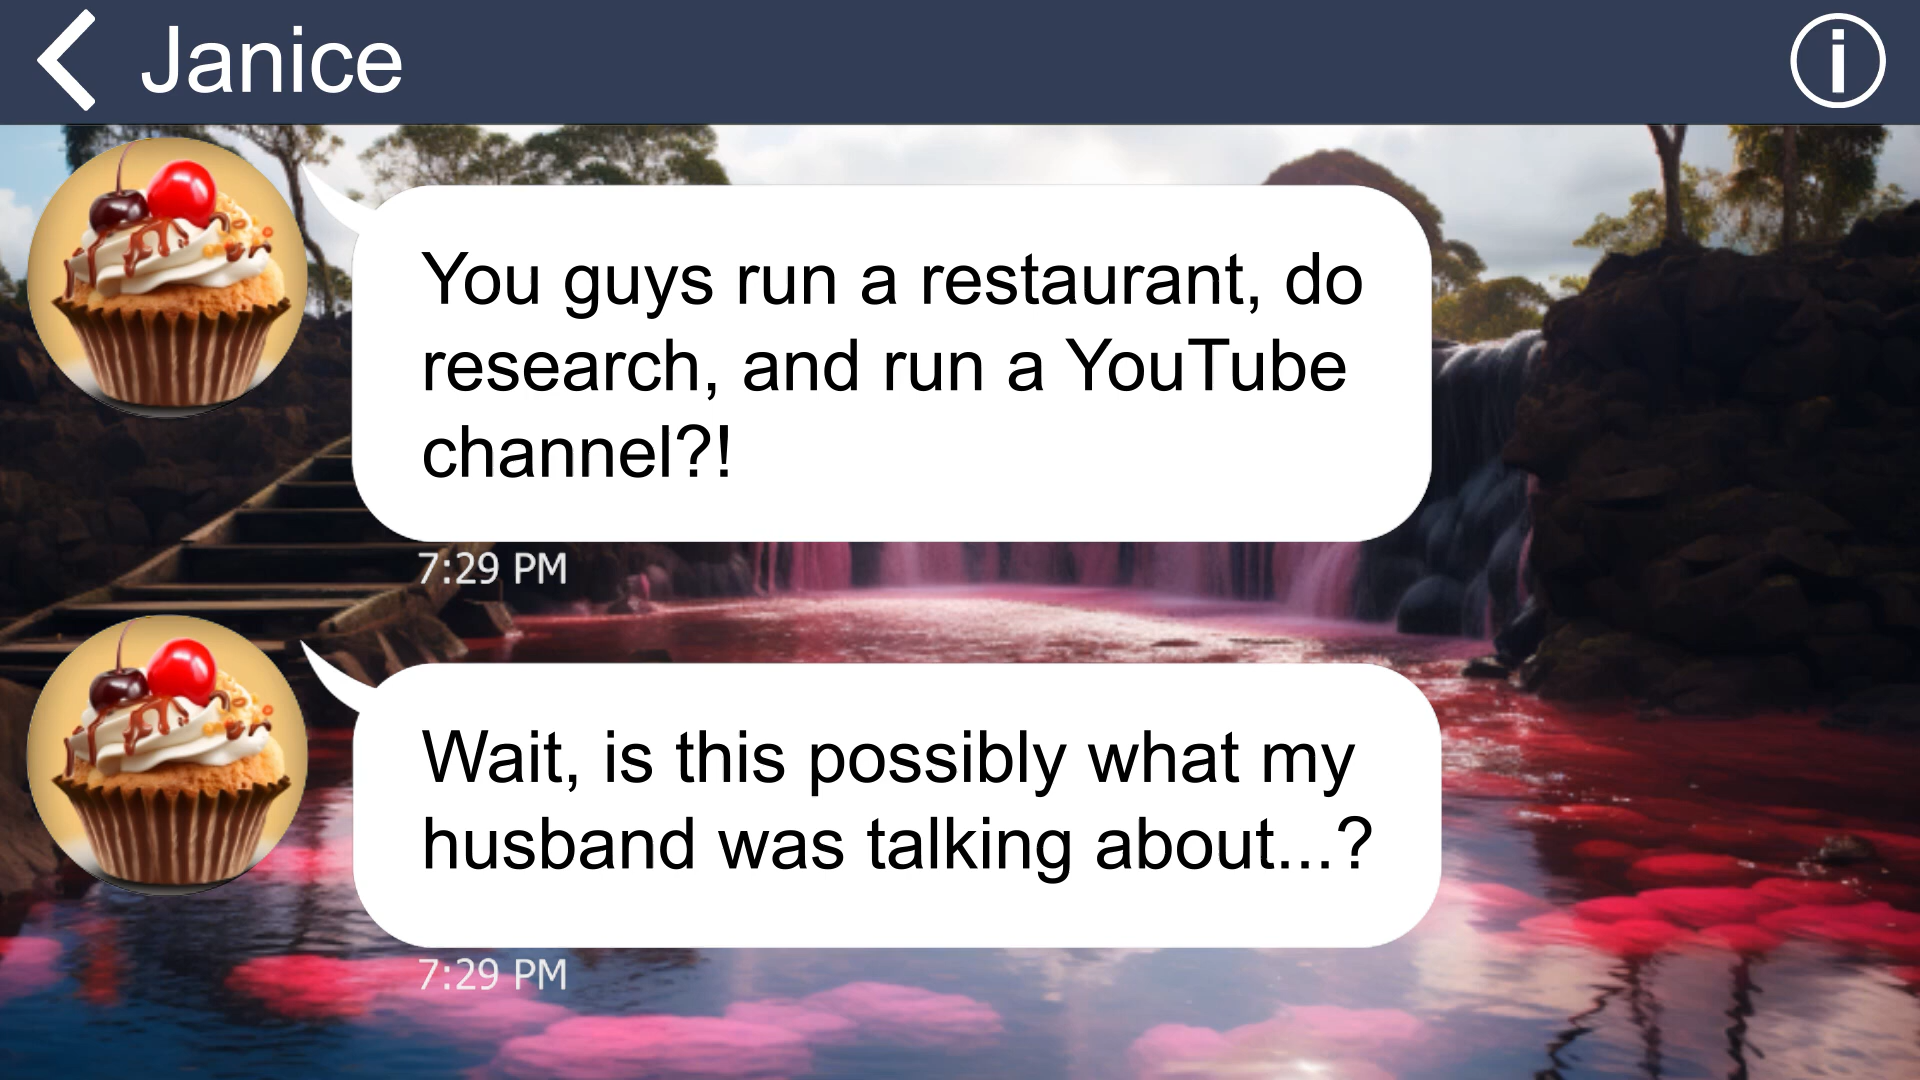 Janice
You guys run a restaurant, do
research, and run a YouTube
channel?!
7:29 PM
Wait, is this possibly what my
husband was talking about...?
7:29 PM